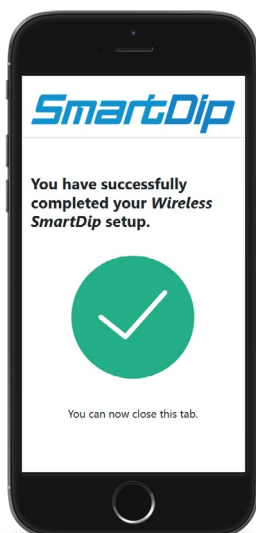 SmartDip
You have successfully
completed your Wireless
SmartDip setup.
You can now close this tab.